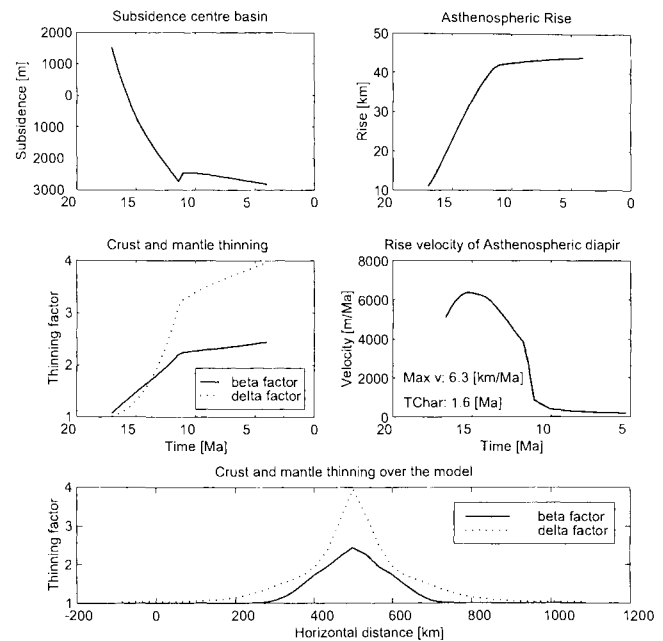 Subsidence centre basin
Subsidence [m]
2000
1000
0
1000
2000
3000
20 15 10 5 0
Asthenospheric Rise
Rise [km]
50
40
30
20
10
20 15 10 5 0
Crust and mantle thinning
Thinning factor
4
3
2
1
beta factor
delta factor
20 15 10 5 0
Time [Ma]
Rise velocity of Asthenospheric diapir
Velocity [m/Ma]
8000
6000
4000
2000
0
Max v: 6.3 [km/Ma]
TChar: 1.6 [Ma]
20 15 10 5
Time [Ma]
Crust and mantle thinning over the model
Thinning factor
4
3
2
1
beta factor
delta factor
-200 0 200 400 600 800 1000 1200
Horizontal distance [km]